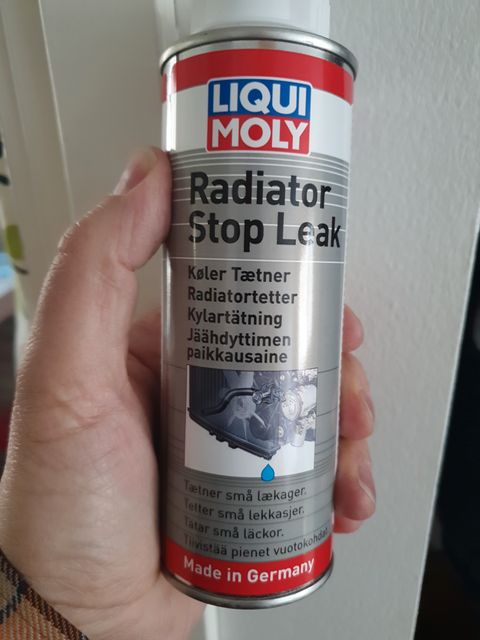 LIQUI
MOLY
Radiator
Stop Leak
Køler Tætner
Radiatortetter
Kylartätning
Jäähdyttimen
paikkausaine
Tætner små lækager.
Tetter små lekkasjer.
Tätar små läckor.
Tiivistää pienet vuotokohdat.
Made in Germany